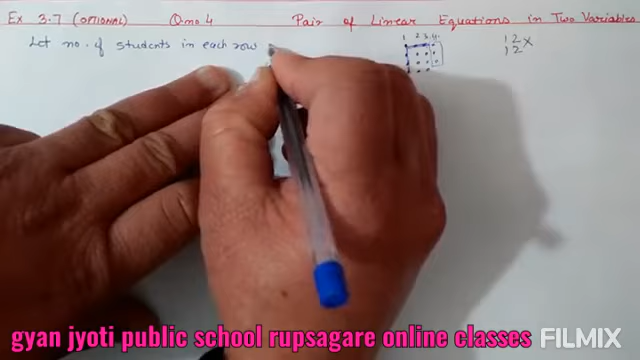 Ex 3.7 (OPTIONAL) Q.no 4 Pair of Linear Equations in Two Variables
Let no. of students in each row
1 2 3 4
12 x
12
gyan jyoti public school rupsagare online classes
FILMIX